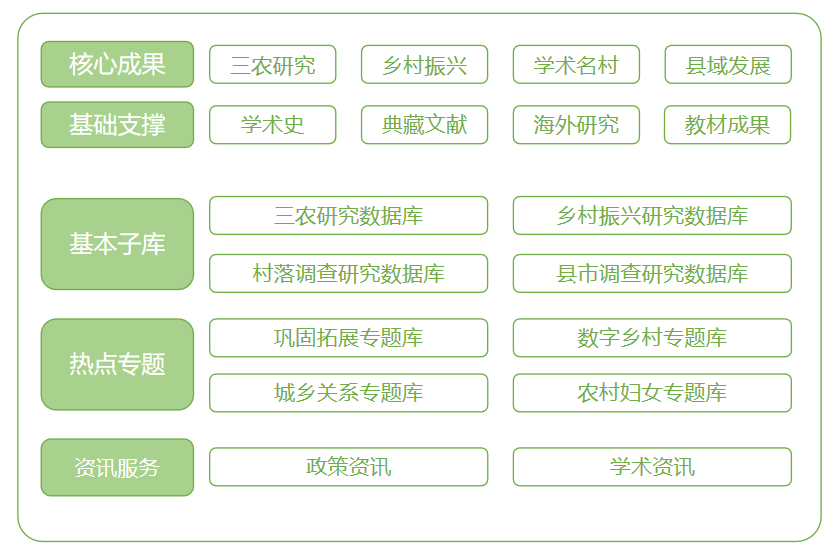 核心成果 三农研究 乡村振兴 学术名村 县域发展
基础支撑 学术史 典藏文献 海外研究 教材成果
基本子库
三农研究数据库 乡村振兴研究数据库
村落调查研究数据库 县市调查研究数据库
热点专题
巩固拓展专题库 数字乡村专题库
城乡关系专题库 农村妇女专题库
资讯服务 政策资讯 学术资讯